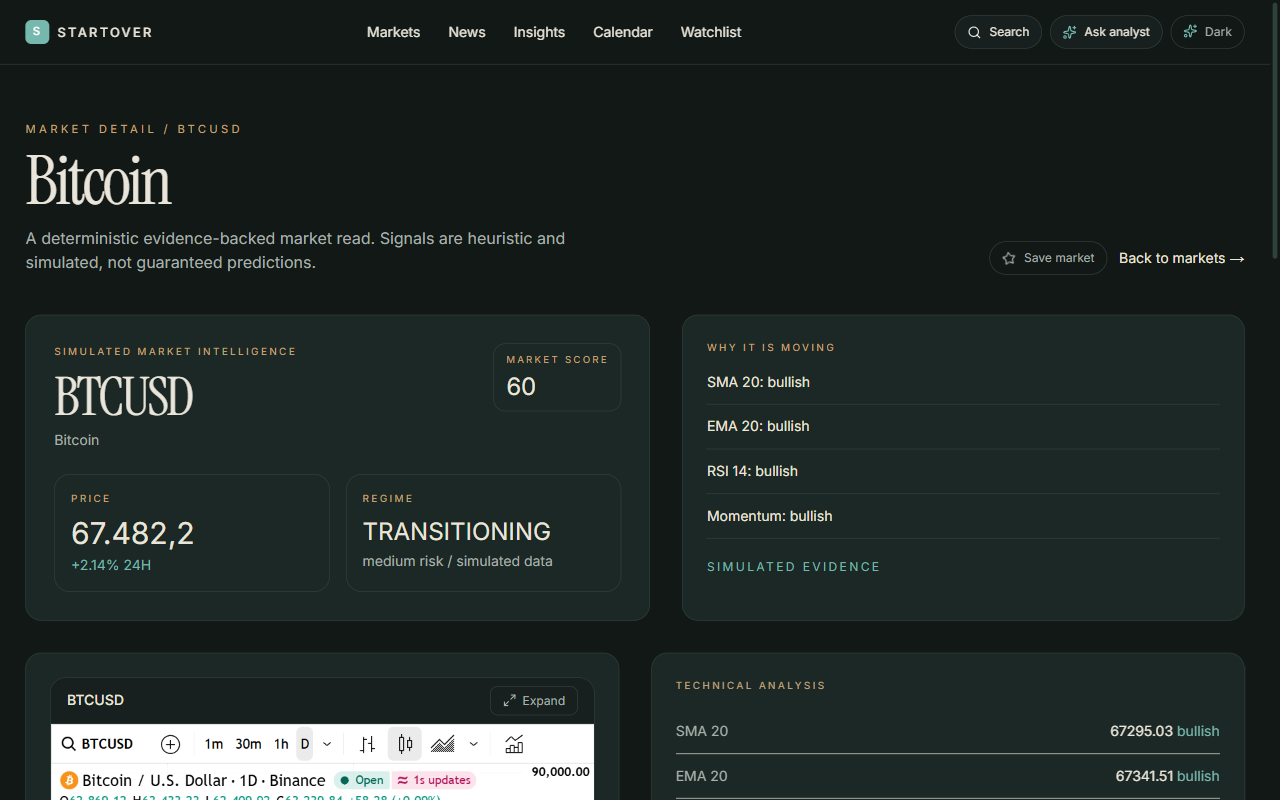 S STARTOVER
Markets News Insights Calendar Watchlist
Search Ask analyst Dark
MARKET DETAIL / BTCUSD
Bitcoin
A deterministic evidence-backed market read. Signals are heuristic and
simulated, not guaranteed predictions.
Save market Back to markets →
SIMULATED MARKET INTELLIGENCE
BTCUSD
Bitcoin
MARKET SCORE
60
PRICE
67.482,2
+2.14% 24H
REGIME
TRANSITIONING
medium risk / simulated data
WHY IT IS MOVING
SMA 20: bullish
EMA 20: bullish
RSI 14: bullish
Momentum: bullish
SIMULATED EVIDENCE
BTCUSD
Expand
BTCUSD 1m 30m 1h D
Bitcoin / U.S. Dollar · 1D · Binance Open 1s updates
90,000.00
TECHNICAL ANALYSIS
SMA 20 67295.03 bullish
EMA 20 67341.51 bullish